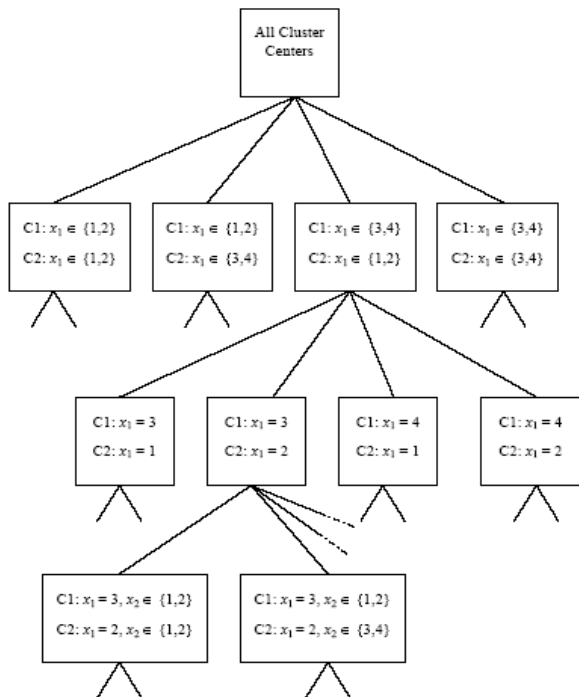 All Cluster
Centers
C1: x₁ ∈ {1,2}
C2: x₁ ∈ {1,2}
C1: x₁ ∈ {1,2}
C2: x₁ ∈ {3,4}
C1: x₁ ∈ {3,4}
C2: x₁ ∈ {1,2}
C1: x₁ ∈ {3,4}
C2: x₁ ∈ {3,4}
C1: x₁ = 3
C2: x₁ = 1
C1: x₁ = 3
C2: x₁ = 2
C1: x₁ = 4
C2: x₁ = 1
C1: x₁ = 4
C2: x₁ = 2
C1: x₁ = 3, x₂ ∈ {1,2}
C2: x₁ = 2, x₂ ∈ {1,2}
C1: x₁ = 3, x₂ ∈ {1,2}
C2: x₁ = 2, x₂ ∈ {3,4}